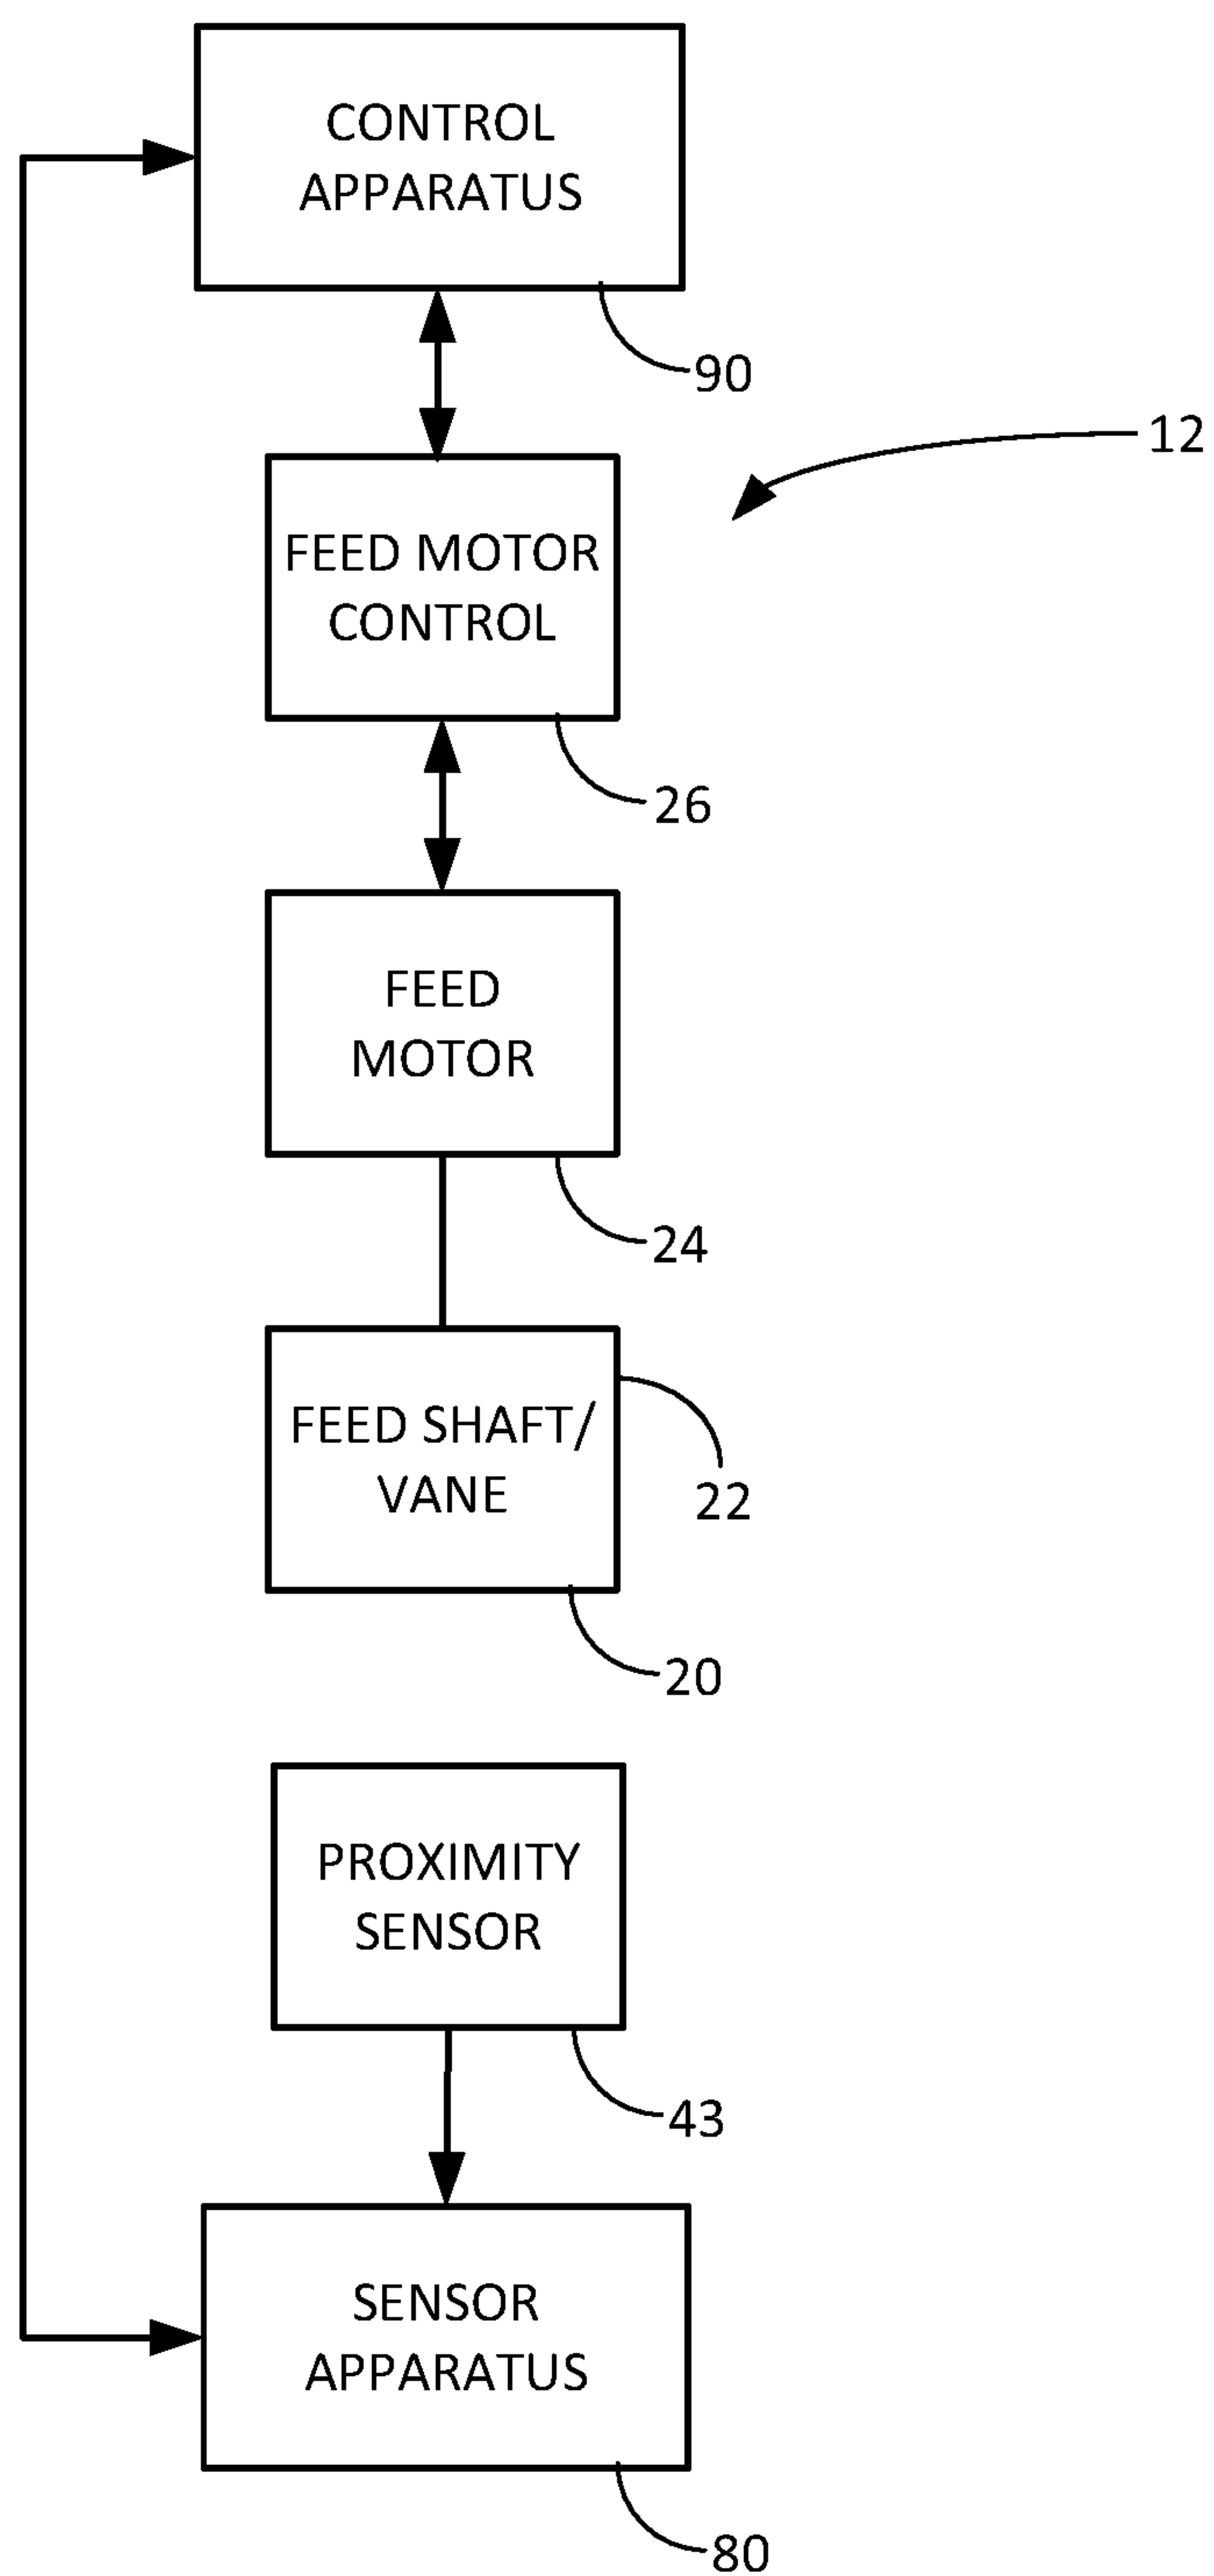 CONTROL
APPARATUS
90
12
FEED MOTOR
CONTROL
26
FEED
MOTOR
24
FEED SHAFT/
VANE
22
20
PROXIMITY
SENSOR
43
SENSOR
APPARATUS
80